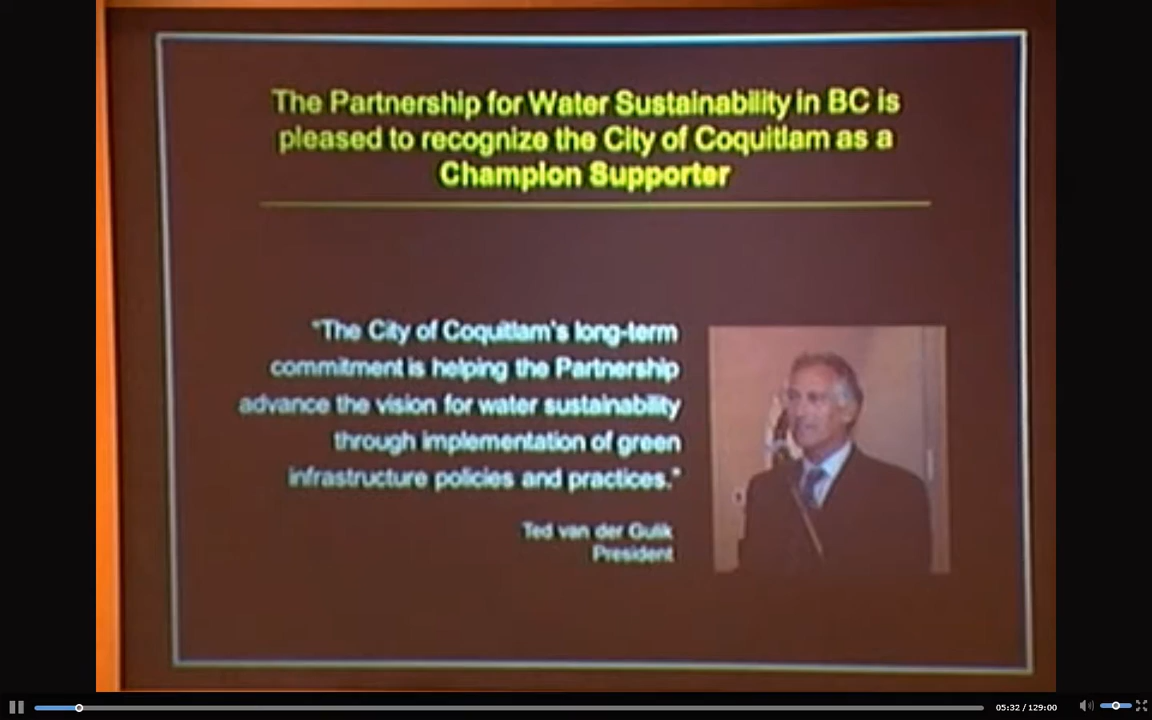 The Partnership for Water Sustainability in BC is
pleased to recognize the City of Coquitlam as a
Champion Supporter
"The City of Coquitlam's long-term
commitment is helping the Partnership
advance the vision for water sustainability
through implementation of green
infrastructure policies and practices."
Ted van der Gulik
President
05:32 / 129:00